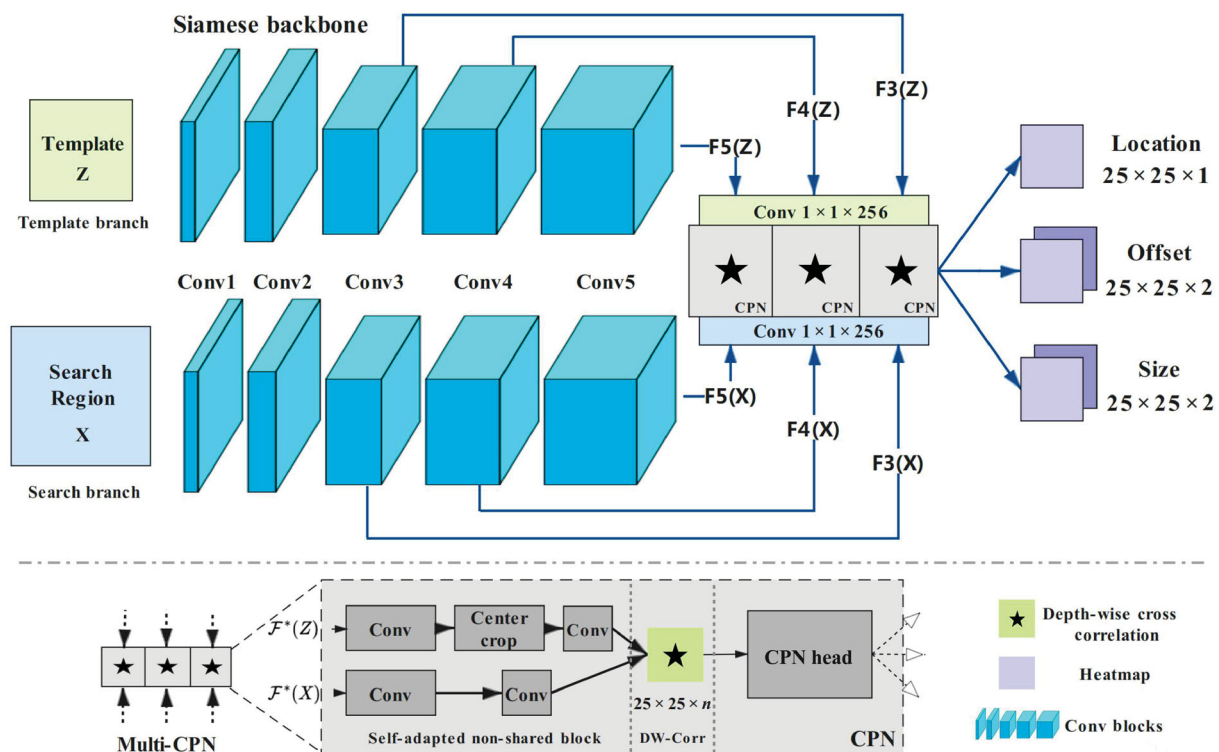 Siamese backbone
Template
Z
Template branch
F5(Z)
F4(Z)
F3(Z)
Conv 1 × 1 × 256
CPN
CPN
CPN
Conv 1 × 1 × 256
Location
25 × 25 × 1
Offset
25 × 25 × 2
Size
25 × 25 × 2
Conv1
Conv2
Conv3
Conv4
Conv5
Search
Region
X
Search branch
F5(X)
F4(X)
F3(X)
Multi-CPN
ℱ*(Z)
ℱ*(X)
Conv
Center
crop
Conv
Conv
Conv
Self-adapted non-shared block
25 × 25 × n
DW-Corr
CPN head
CPN
Depth-wise cross
correlation
Heatmap
Conv blocks